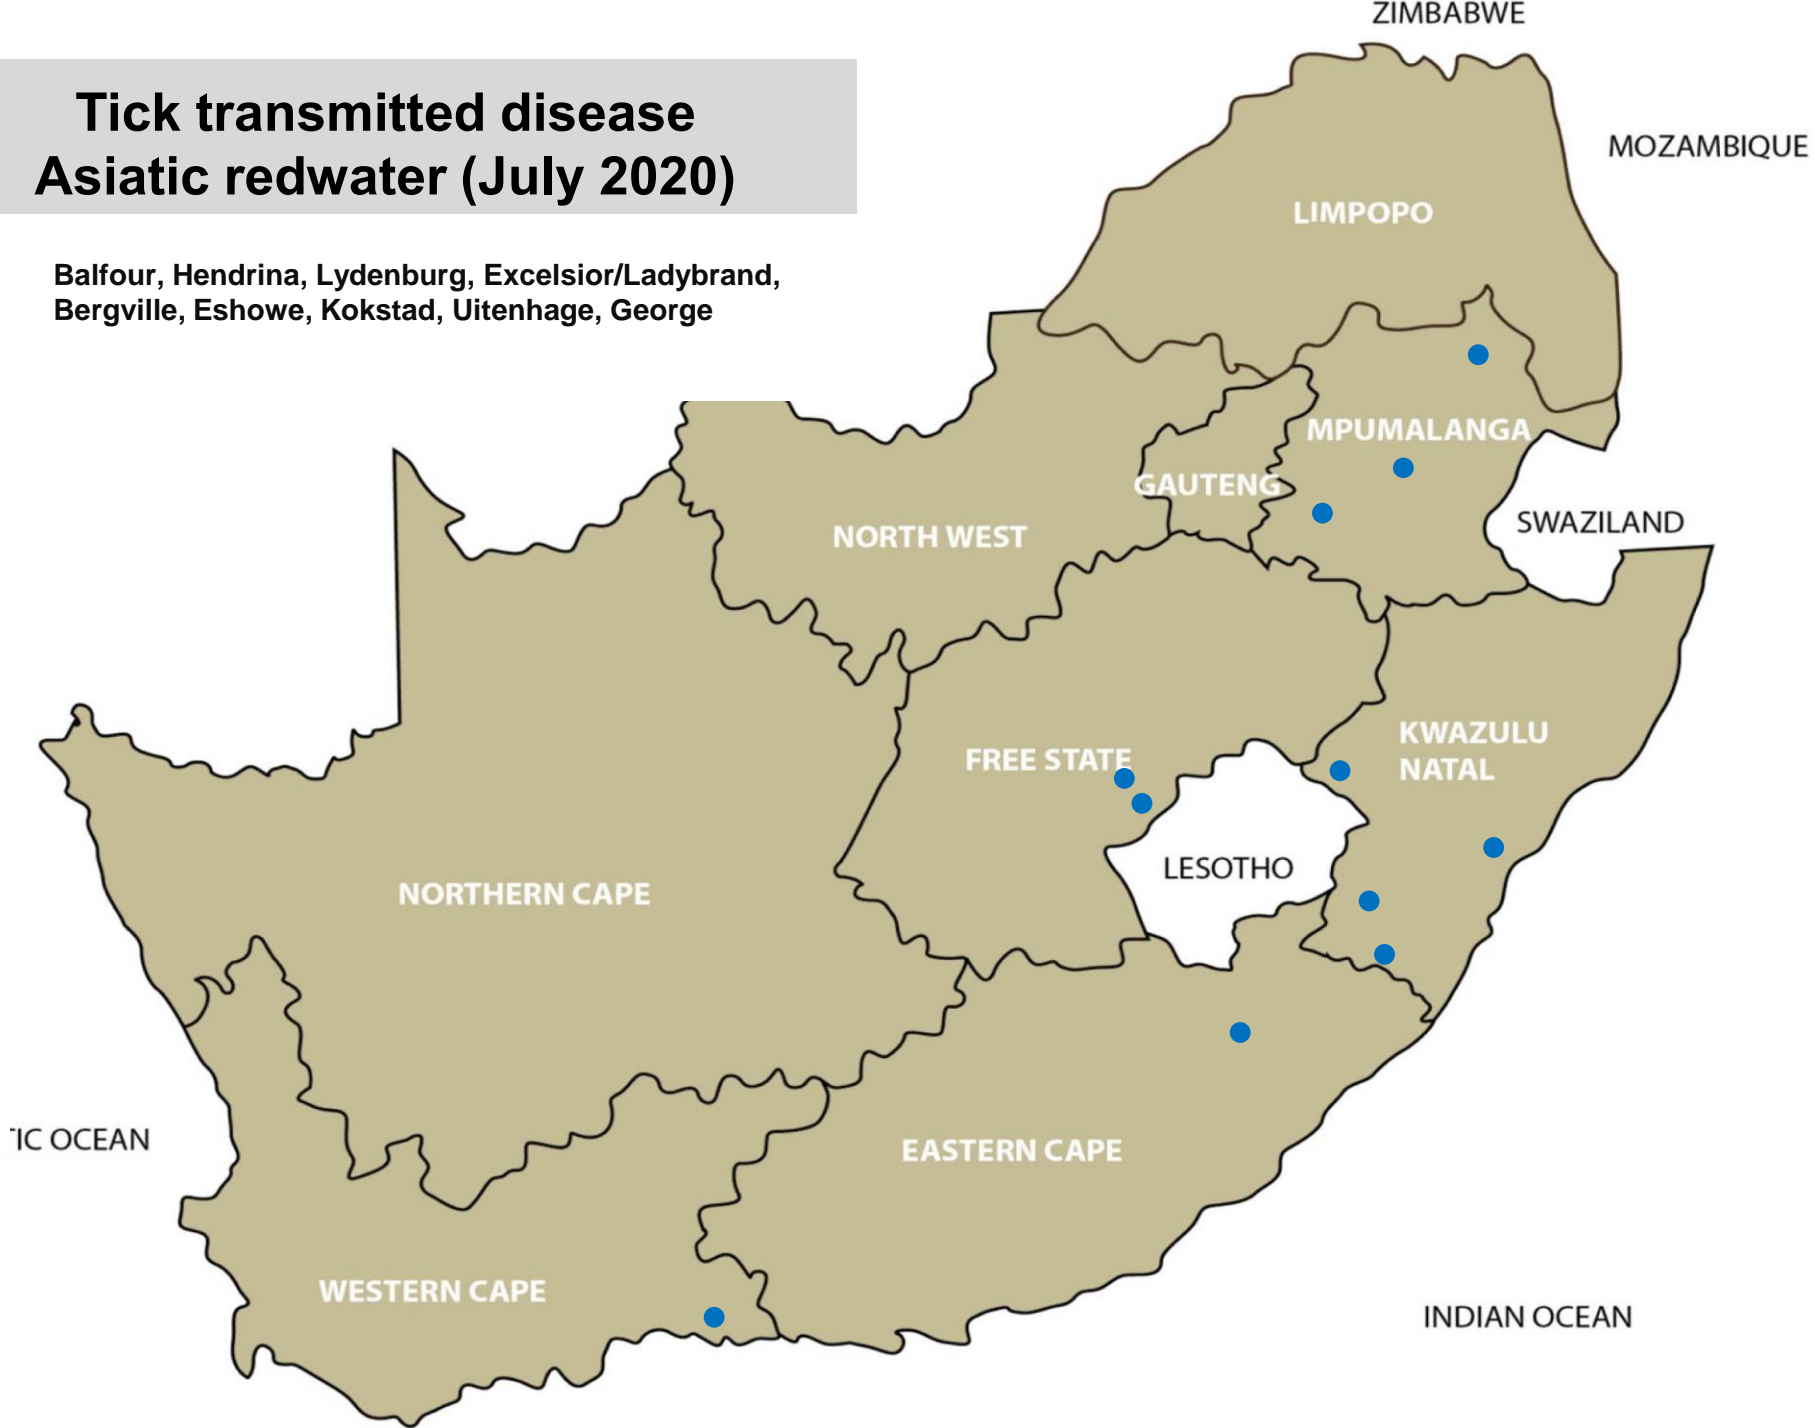 ZIMBABWE
Tick transmitted disease
Asiatic redwater (July 2020)
MOZAMBIQUE
LIMPOPO
Balfour, Hendrina, Lydenburg, Excelsior/Ladybrand,
Bergville, Eshowe, Kokstad, Uitenhage, George
MPUMALANGA
GAUTENG
NORTH WEST
SWAZILAND
KWAZULU
NATAL
FREE STATE
LESOTHO
NORTHERN CAPE
TIC OCEAN
EASTERN CAPE
WESTERN CAPE
INDIAN OCEAN